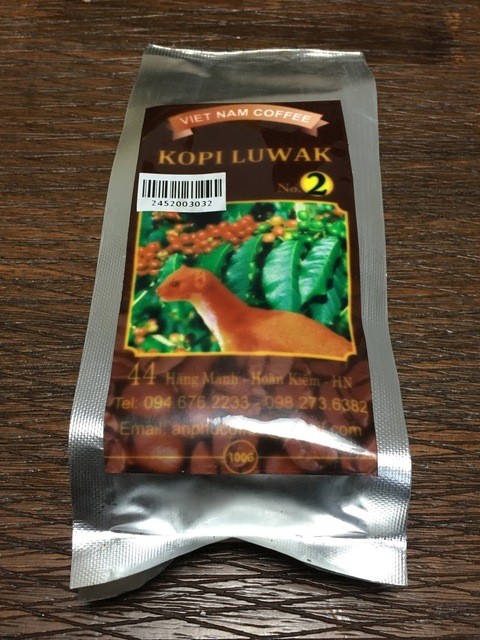 VIET NAM COFFEE
KOPI LUWAK
No. 2
2452003032
44 Hàng Mành - Hoàn Kiếm - HN
Tel: 094 676 2233 - 098 273.6382
Email:
100G